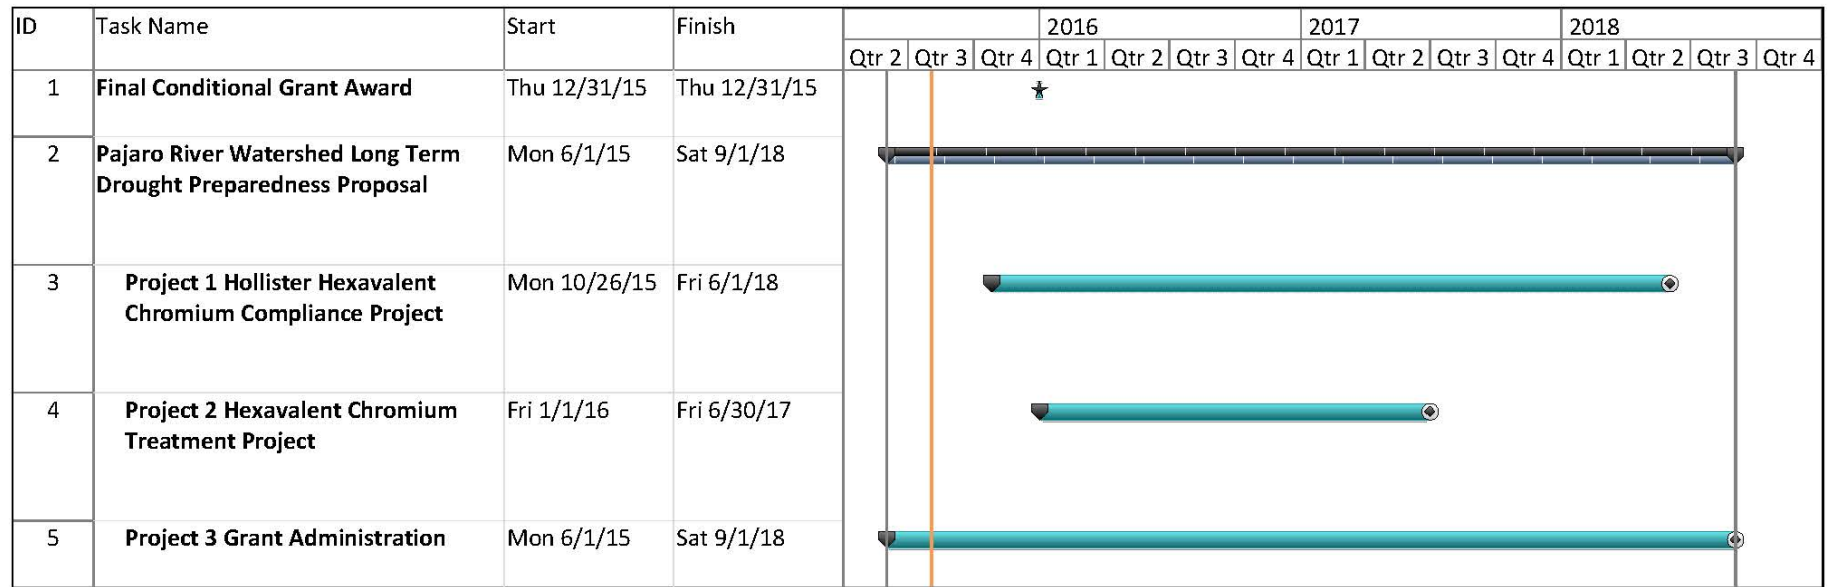 ID Task Name Start Finish 2016 2017 2018
Qtr 2 Qtr 3 Qtr 4 Qtr 1 Qtr 2 Qtr 3 Qtr 4 Qtr 1 Qtr 2 Qtr 3 Qtr 4 Qtr 1 Qtr 2 Qtr 3 Qtr 4
1 Final Conditional Grant Award Thu 12/31/15 Thu 12/31/15
2 Pajaro River Watershed Long Term Mon 6/1/15 Sat 9/1/18
Drought Preparedness Proposal
3 Project 1 Hollister Hexavalent Mon 10/26/15 Fri 6/1/18
Chromium Compliance Project
4 Project 2 Hexavalent Chromium Fri 1/1/16 Fri 6/30/17
Treatment Project
5 Project 3 Grant Administration Mon 6/1/15 Sat 9/1/18